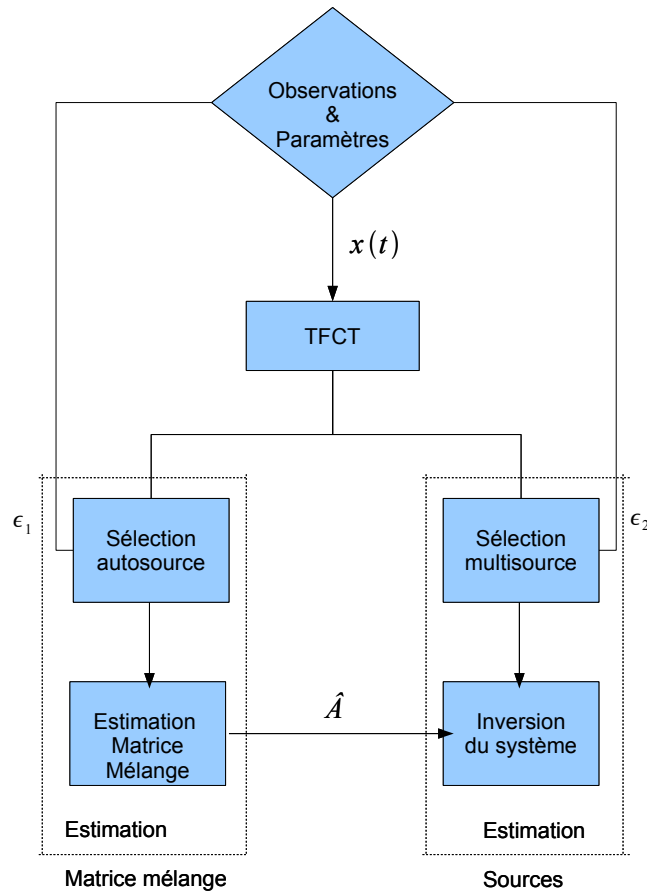 Observations
&
Paramètres
x(t)
TFCT
ϵ₁
Sélection
autosource
Sélection
multisource
ϵ₂
Estimation
Matrice
Mélange
Â
Inversion
du système
Estimation
Matrice mélange
Estimation
Sources